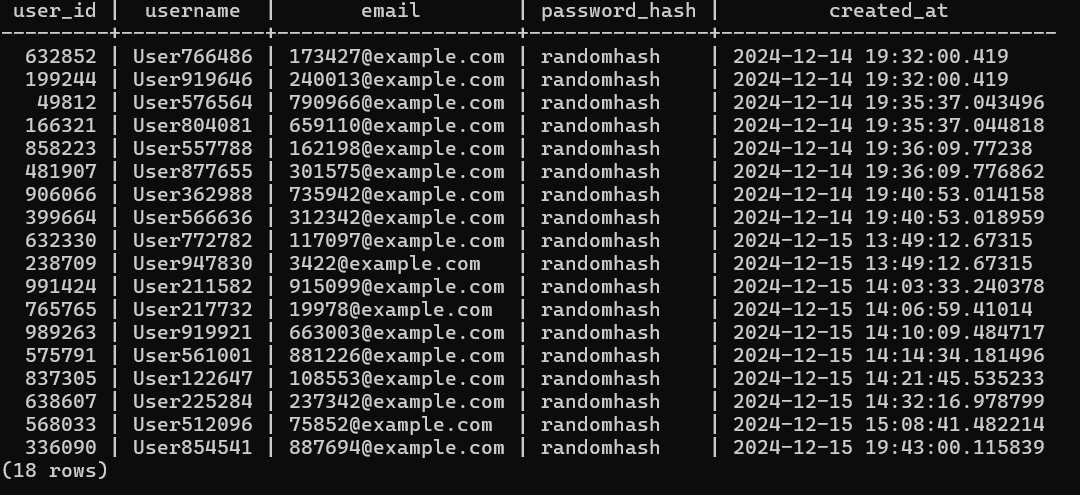 user_id |  username  |       email        | password_hash |         created_at
---------+------------+--------------------+---------------+----------------------------
  632852 | User766486 | 173427@example.com | randomhash    | 2024-12-14 19:32:00.419
  199244 | User919646 | 240013@example.com | randomhash    | 2024-12-14 19:32:00.419
   49812 | User576564 | 790966@example.com | randomhash    | 2024-12-14 19:35:37.043496
  166321 | User804081 | 659110@example.com | randomhash    | 2024-12-14 19:35:37.044818
  858223 | User557788 | 162198@example.com | randomhash    | 2024-12-14 19:36:09.77238
  481907 | User877655 | 301575@example.com | randomhash    | 2024-12-14 19:36:09.776862
  906066 | User362988 | 735942@example.com | randomhash    | 2024-12-14 19:40:53.014158
  399664 | User566636 | 312342@example.com | randomhash    | 2024-12-14 19:40:53.018959
  632330 | User772782 | 117097@example.com | randomhash    | 2024-12-15 13:49:12.67315
  238709 | User947830 | 3422@example.com   | randomhash    | 2024-12-15 13:49:12.67315
  991424 | User211582 | 915099@example.com | randomhash    | 2024-12-15 14:03:33.240378
  765765 | User217732 | 19978@example.com  | randomhash    | 2024-12-15 14:06:59.41014
  989263 | User919921 | 663003@example.com | randomhash    | 2024-12-15 14:10:09.484717
  575791 | User561001 | 881226@example.com | randomhash    | 2024-12-15 14:14:34.181496
  837305 | User122647 | 108553@example.com | randomhash    | 2024-12-15 14:21:45.535233
  638607 | User225284 | 237342@example.com | randomhash    | 2024-12-15 14:32:16.978799
  568033 | User512096 | 75852@example.com  | randomhash    | 2024-12-15 15:08:41.482214
  336090 | User854541 | 887694@example.com | randomhash    | 2024-12-15 19:43:00.115839
(18 rows)